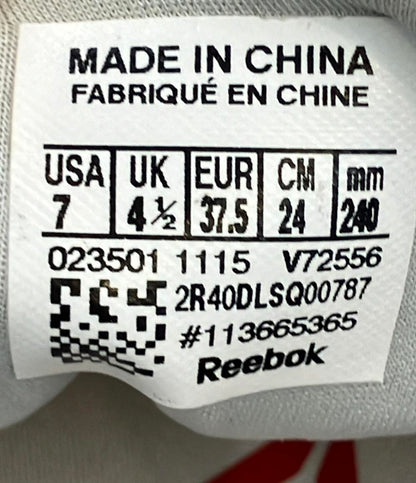 MADE IN CHINA
FABRIQUÉ EN CHINE
USA UK EUR CM mm
7 4½ 37.5 24 240
023501 1115 V72556
2R40DLSQ00787
#113665365
Reebok